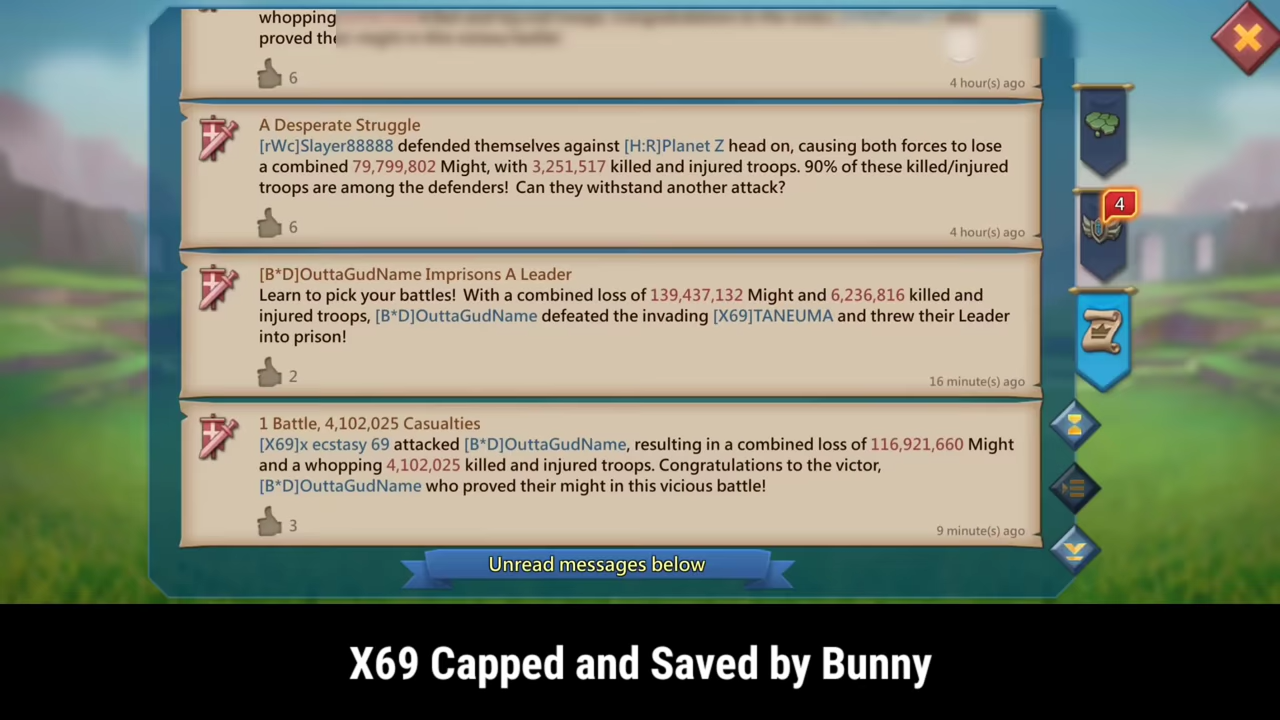 whopping
proved the
6
4 hour(s) ago
A Desperate Struggle
[rWc]Slayer88888 defended themselves against [H:R]Planet Z head on, causing both forces to lose
a combined 79,799,802 Might, with 3,251,517 killed and injured troops. 90% of these killed/injured
troops are among the defenders! Can they withstand another attack?
6
4 hour(s) ago
4
[B*D]OuttaGudName Imprisons A Leader
Learn to pick your battles! With a combined loss of 139,437,132 Might and 6,236,816 killed and
injured troops, [B*D]OuttaGudName defeated the invading [X69]TANEUMA and threw their Leader
into prison!
2
16 minute(s) ago
1 Battle, 4,102,025 Casualties
[X69]x ecstasy 69 attacked [B*D]OuttaGudName, resulting in a combined loss of 116,921,660 Might
and a whopping 4,102,025 killed and injured troops. Congratulations to the victor,
[B*D]OuttaGudName who proved their might in this vicious battle!
3
9 minute(s) ago
Unread messages below
X69 Capped and Saved by Bunny